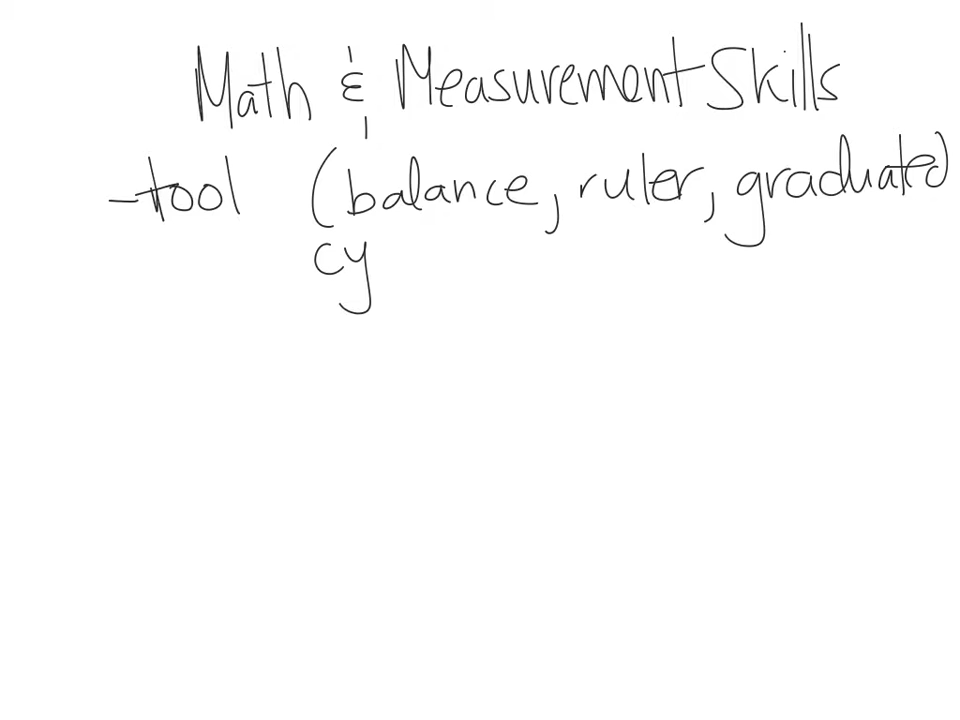 Math & Measurement Skills
-tool (balance, ruler, graduated)
cy